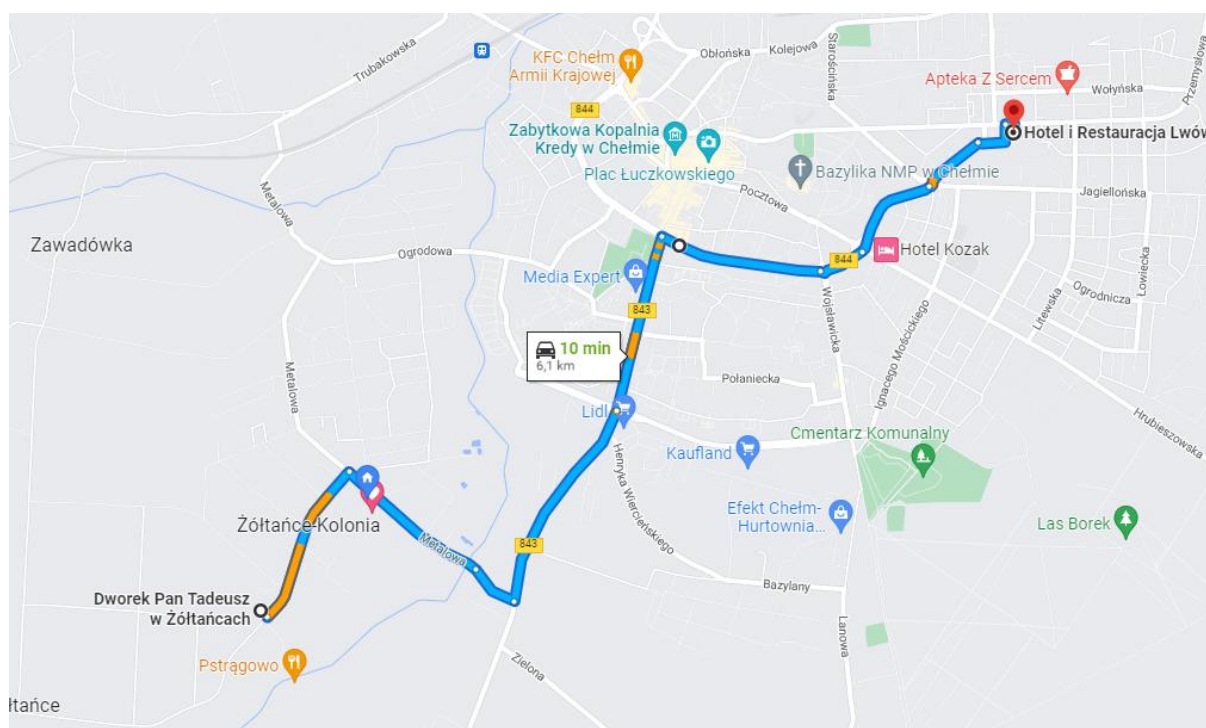 Trubakowska
KFC Chełm
Armii Krajowej
Obłońska
Kolejowa
Starościńska
Apteka Z Sercem
Wołyńska
Przemysłowa
844
Zabytkowa Kopalnia
Kredy w Chełmie
Plac Łuczkowskiego
Hotel i Restauracja Lwów
Bazylika NMP w Chełmie
Pocztowa
Jagiellońska
Metalowa
Zawadówka
Ogrodowa
Hotel Kozak
844
Łowiecka
Media Expert
Ogrodnicza
Litewska
Wojsławicka
843
10 min
6,1 km
Połaniecka
Ignacego Mościckiego
Metalowa
Lidl
Hrubieszowska
Kaufland
Cmentarz Komunalny
Henryka Wiercieńskiego
Żółtańce-Kolonia
Efekt Chełm-
Hurtownia...
Las Borek
Metalowa
843
Bazylany
Dworek Pan Tadeusz
w Żółtańcach
Lanowa
Pstrągowo
Zielona
łtańce